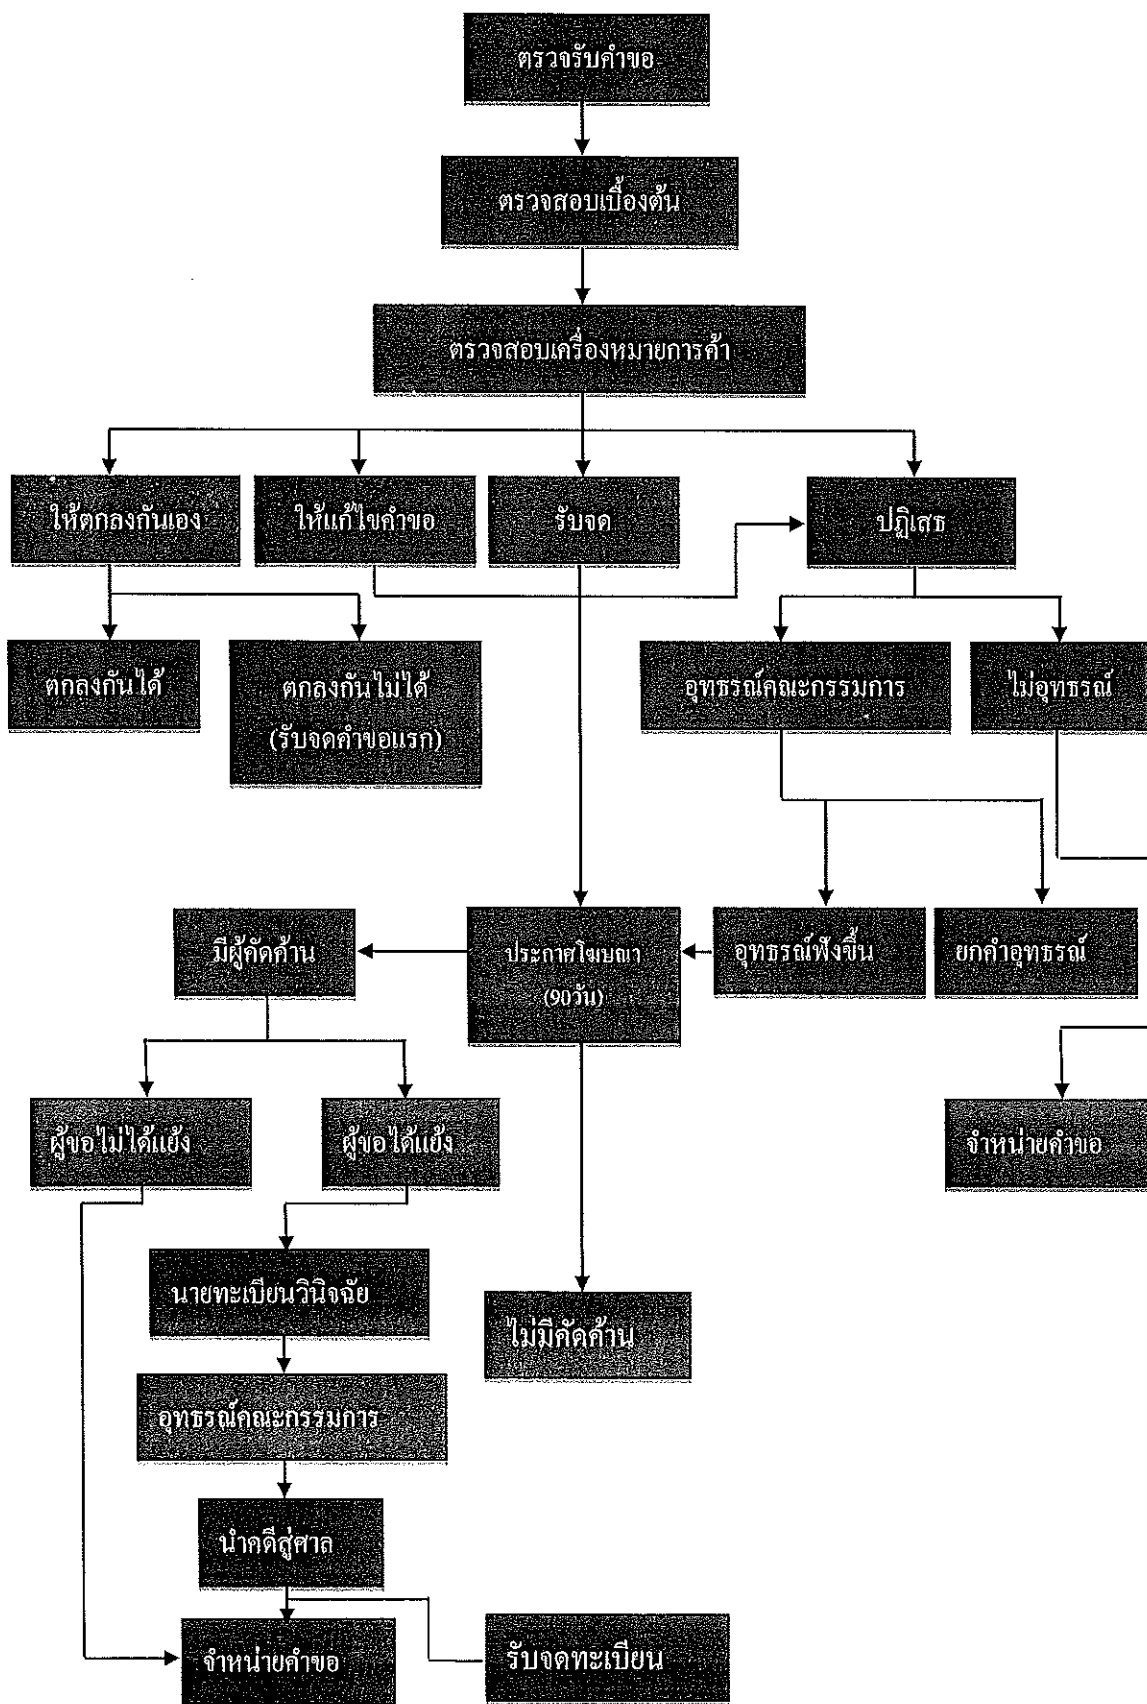 ตรวจรับคำขอ
ตรวจสอบเบื้องต้น
ตรวจสอบเครื่องหมายการค้า
ให้ตกลงกันเอง
ให้แก้ไขคำขอ
รับจด
ปฏิเสธ
ตกลงกันได้
ตกลงกันไม่ได้
(รับจดคำขอแรก)
อุทธรณ์คณะกรรมการ
ไม่อุทธรณ์
มีผู้คัดค้าน
ประกาศโฆษณา
(90วัน)
อุทธรณ์ฟังขึ้น
ยกคำอุทธรณ์
ผู้ขอไม่ได้แย้ง
ผู้ขอได้แย้ง
จำหน่ายคำขอ
นายทะเบียนวินิจฉัย
ไม่มีคัดค้าน
อุทธรณ์คณะกรรมการ
นำคดีสู่ศาล
จำหน่ายคำขอ
รับจดทะเบียน